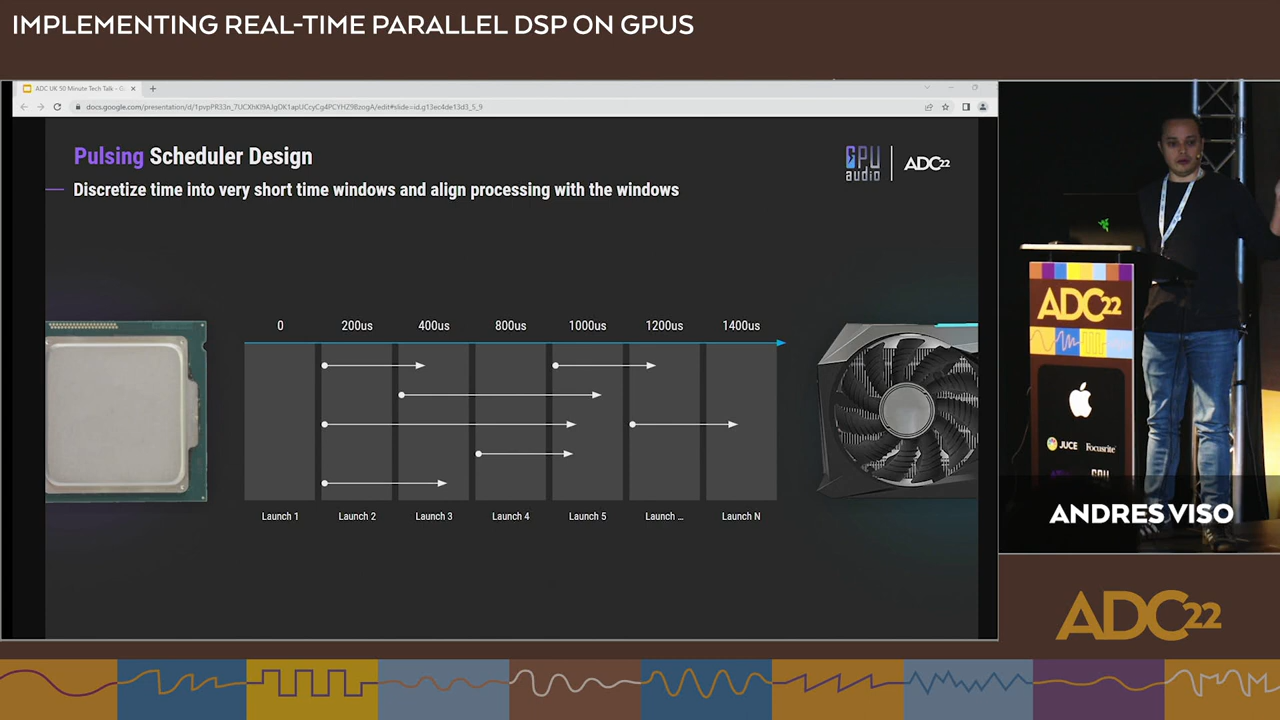 IMPLEMENTING REAL-TIME PARALLEL DSP ON GPUS
ADC UK 50 Minute Tech Talk - G
docs.google.com/presentation/d/1pvpPR33n_7UCXhKl9AJgDK1apUCcyCg4PCYHZ9BzogA/edit#slide=id.g13ec4de13d3_5_9
Pulsing Scheduler Design
Discretize time into very short time windows and align processing with the windows
GPU audio
ADC22
0 200us 400us 800us 1000us 1200us 1400us
Launch 1 Launch 2 Launch 3 Launch 4 Launch 5 Launch ... Launch N
ADC22
JUCE Focusrite
GPU
ANDRES VISO
ADC22